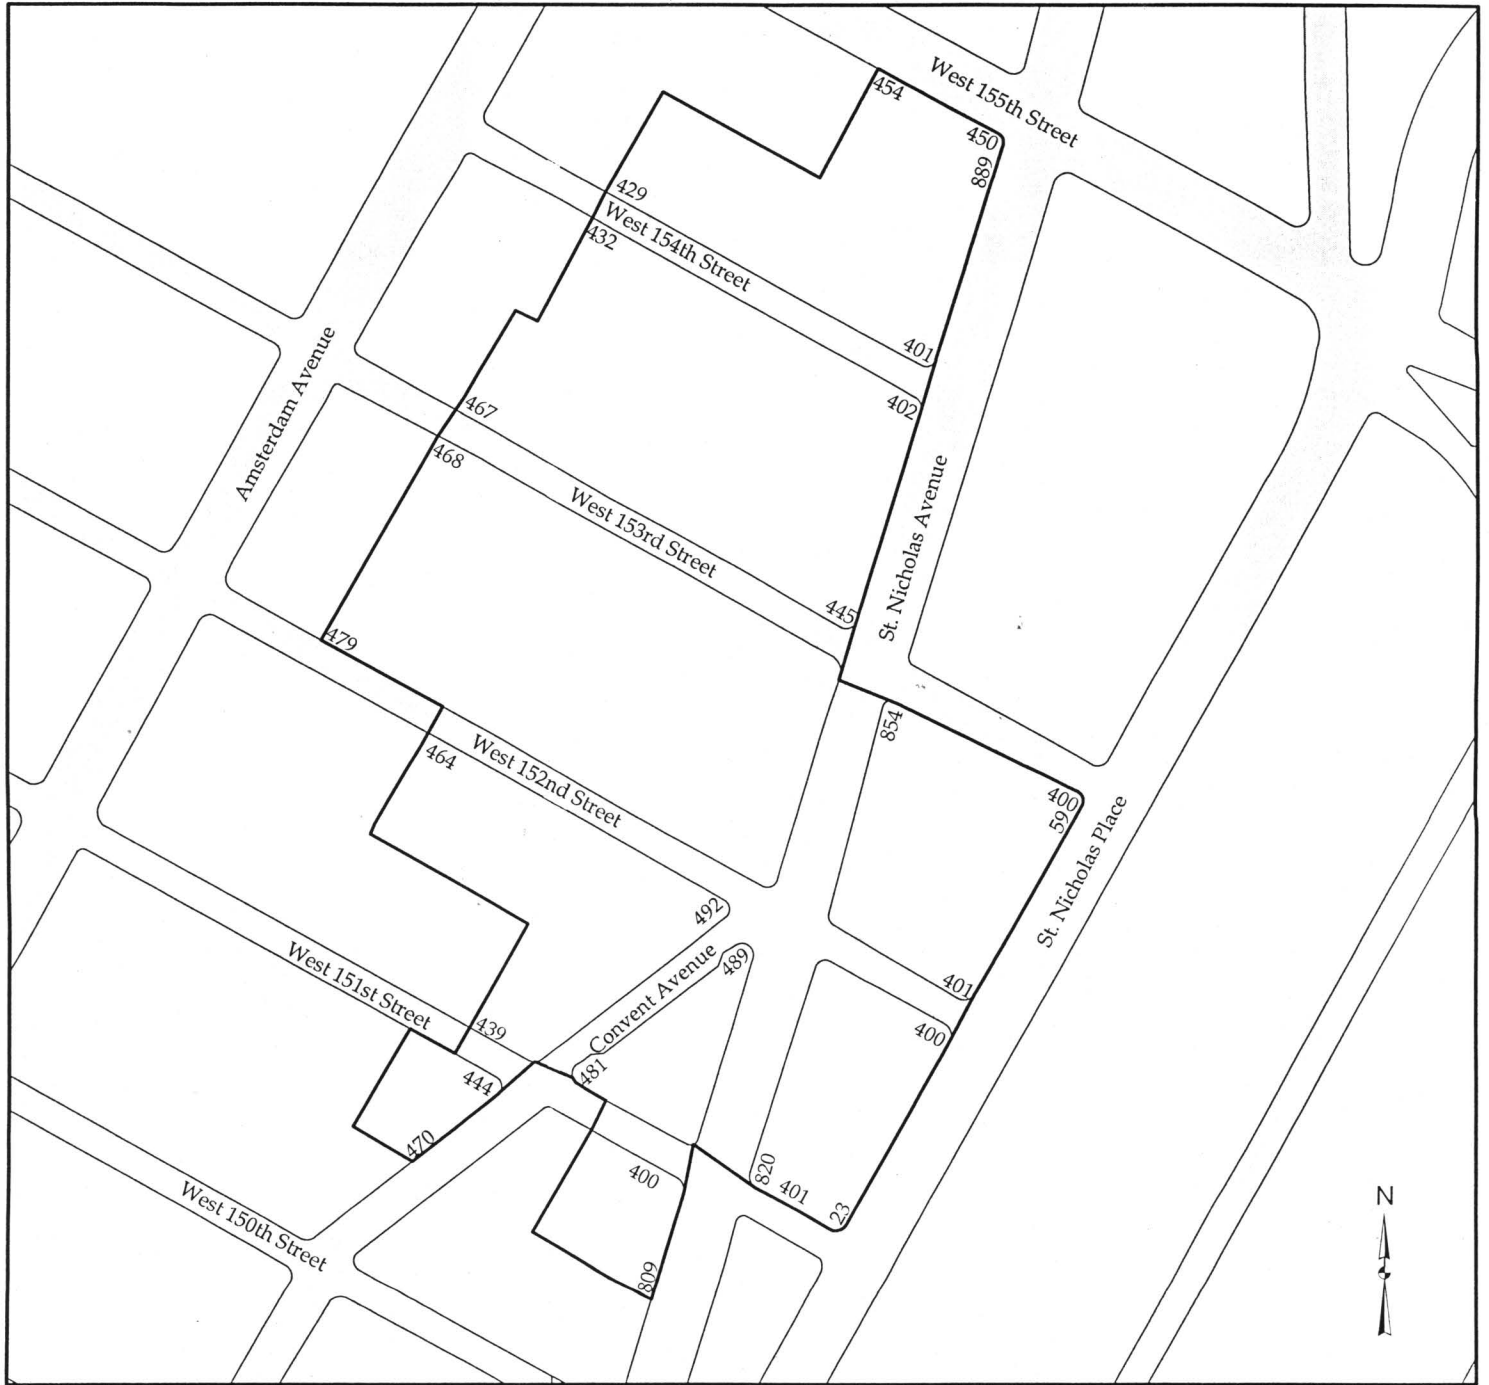 454
West 155th Street
450
889
429
West 154th Street
432
401
402
Amsterdam Avenue
467
468
West 153rd Street
St. Nicholas Avenue
445
479
854
464
West 152nd Street
400
59
St. Nicholas Place
492
489
Convent Avenue
401
400
West 151st Street
439
481
444
470
400
820
401
23
West 150th Street
809
N